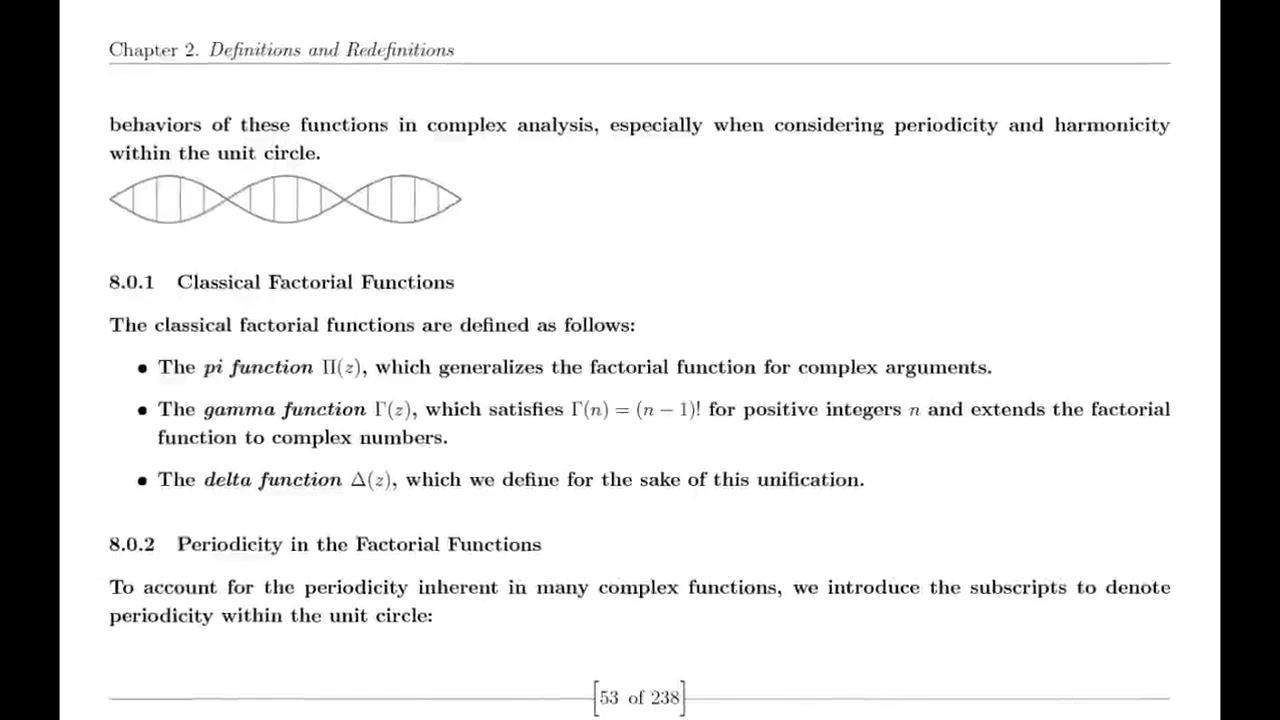 Chapter 2. Definitions and Redefinitions
behaviors of these functions in complex analysis, especially when considering periodicity and harmonicity
within the unit circle.
8.0.1 Classical Factorial Functions
The classical factorial functions are defined as follows:
• The pi function Π(z), which generalizes the factorial function for complex arguments.
• The gamma function Γ(z), which satisfies Γ(n) = (n − 1)! for positive integers n and extends the factorial
function to complex numbers.
• The delta function Δ(z), which we define for the sake of this unification.
8.0.2 Periodicity in the Factorial Functions
To account for the periodicity inherent in many complex functions, we introduce the subscripts to denote
periodicity within the unit circle:
[53 of 238]